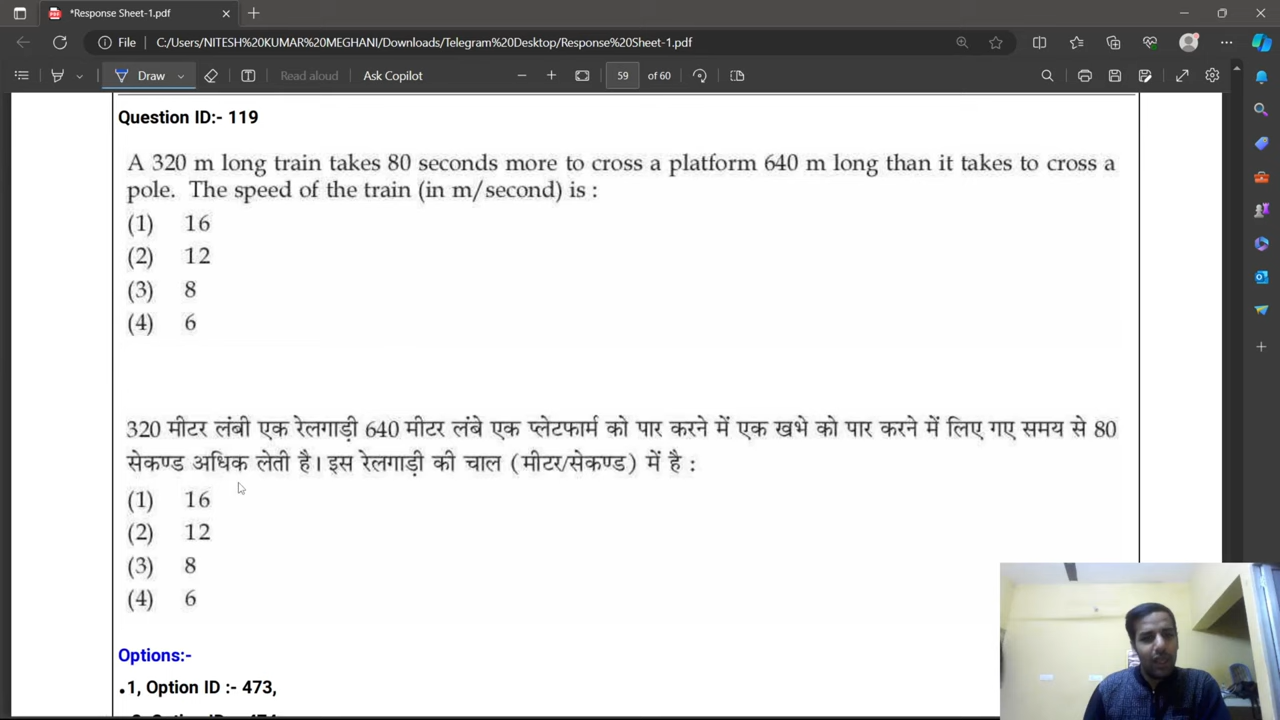 *Response Sheet-1.pdf
File C:/Users/NITESH%20KUMAR%20MEGHANI/Downloads/Telegram%20Desktop/Response%20Sheet-1.pdf
Draw Read aloud Ask Copilot 59 of 60
Question ID:- 119
A 320 m long train takes 80 seconds more to cross a platform 640 m long than it takes to cross a
pole. The speed of the train (in m/second) is :
(1) 16
(2) 12
(3) 8
(4) 6
320 मीटर लंबी एक रेलगाड़ी 640 मीटर लंबे एक प्लेटफार्म को पार करने में एक खभे को पार करने में लिए गए समय से 80
सेकण्ड अधिक लेती है। इस रेलगाड़ी की चाल (मीटर/सेकण्ड) में है :
(1) 16
(2) 12
(3) 8
(4) 6
Options:-
.1, Option ID :- 473,